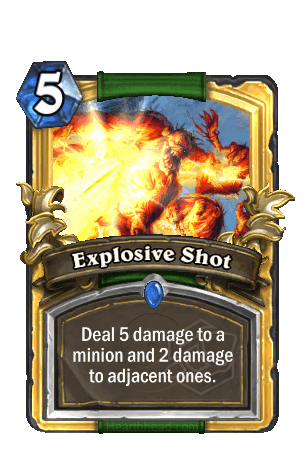 5
Explosive Shot
Deal 5 damage to a
minion and 2 damage
to adjacent ones.